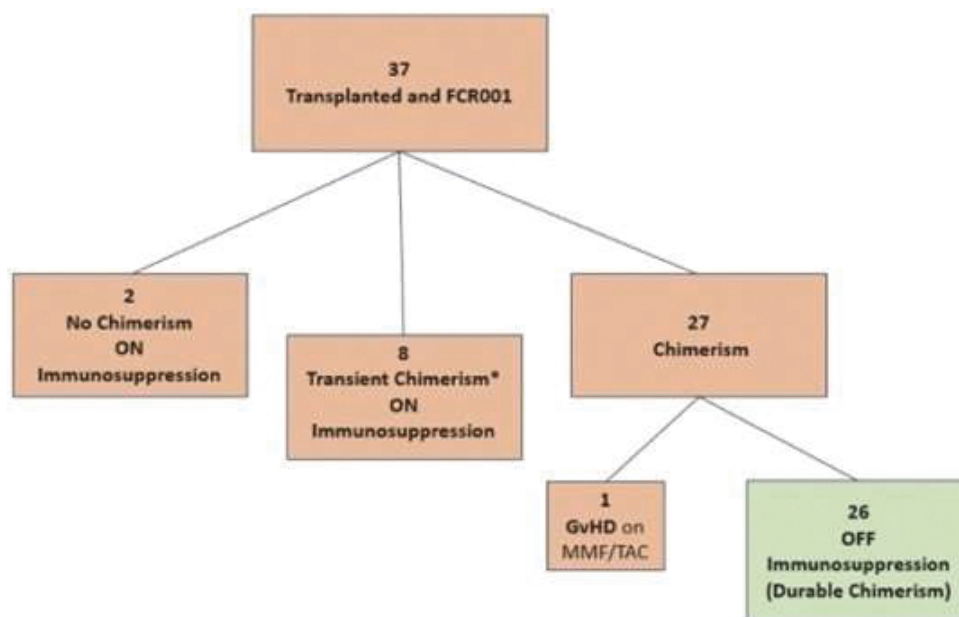 37
Transplanted and FCR001
2
No Chimerism
ON
Immunosuppression
8
Transient Chimerism*
ON
Immunosuppression
27
Chimerism
1
GvHD on
MMF/TAC
26
OFF
Immunosuppression
(Durable Chimerism)